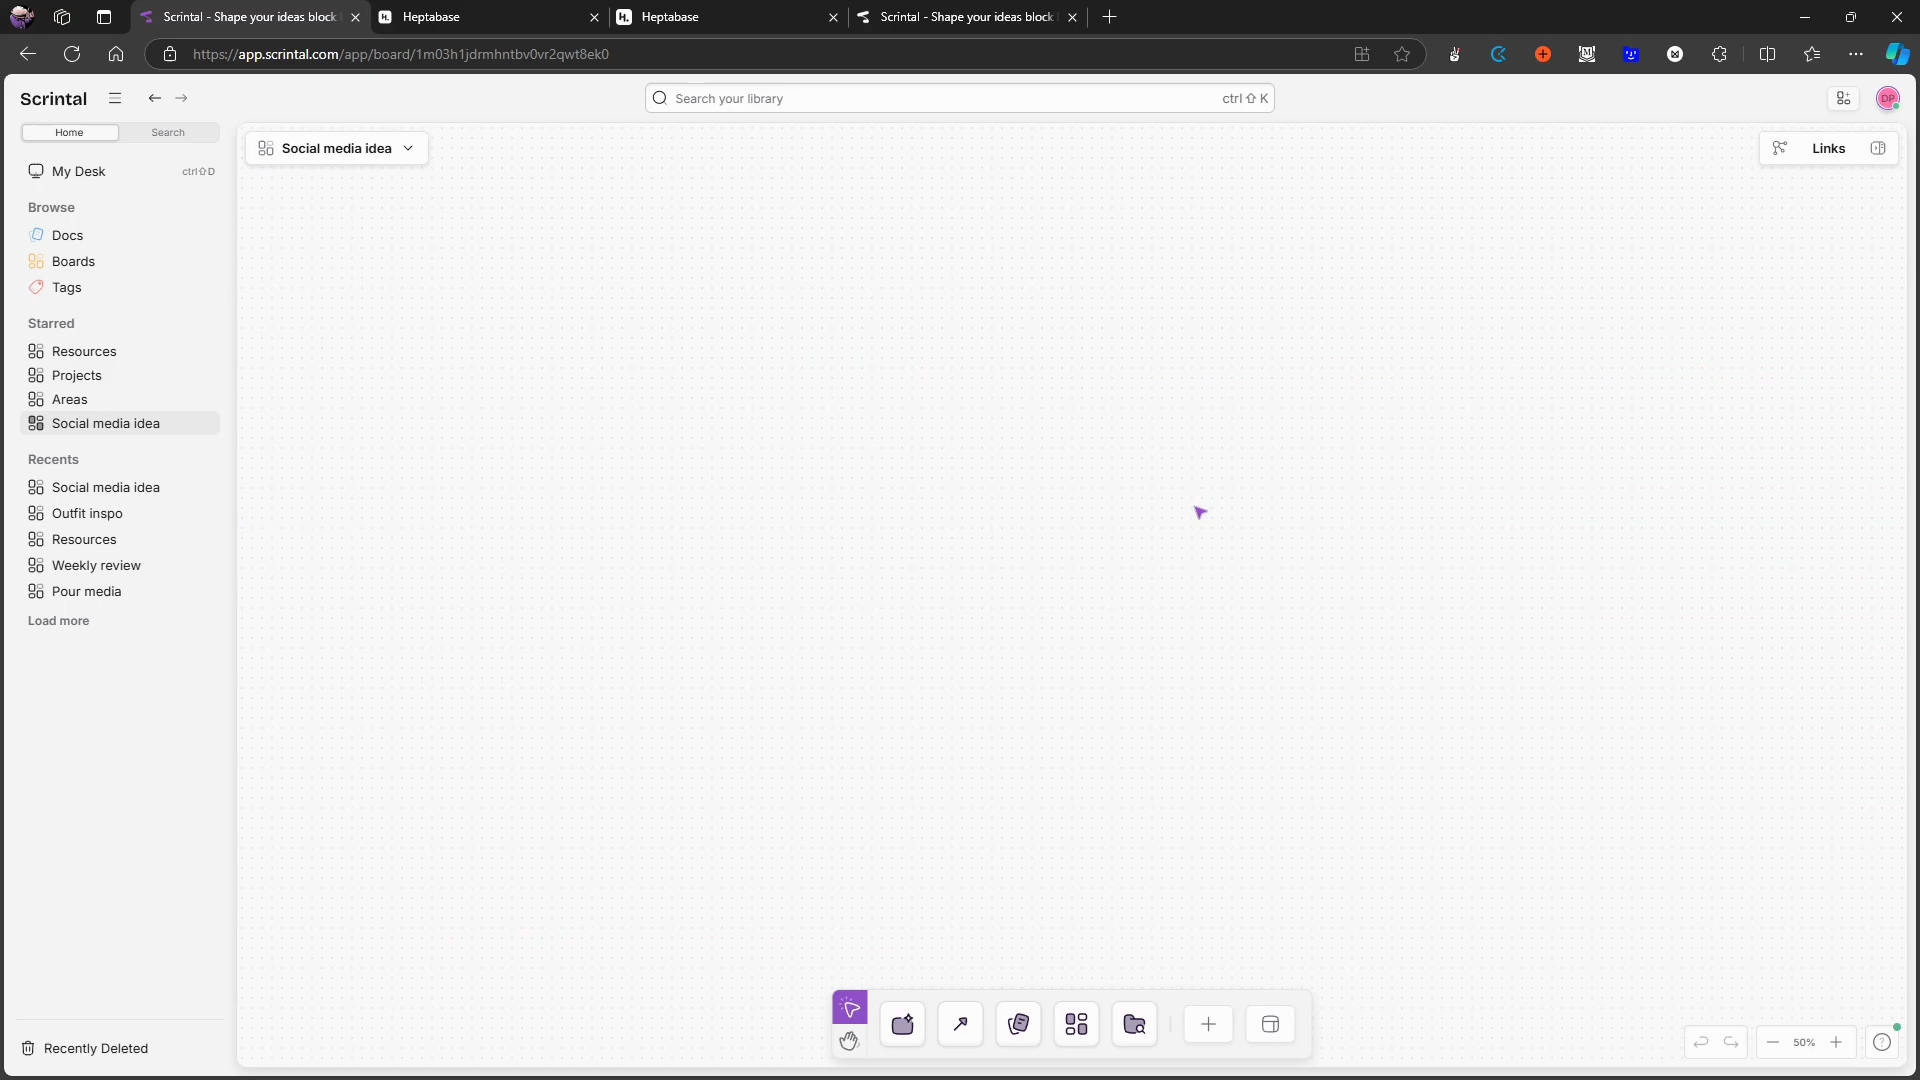 Scrintal - Shape your ideas block
Heptabase
Heptabase
Scrintal - Shape your ideas block
https://app.scrintal.com/app/board/1m03h1jdrmhntbv0vr2qwt8ek0
Scrintal
Search your library
ctrl⇧K
DP
Home
Search
Social media idea
Links
My Desk
ctrl⇧D
Browse
Docs
Boards
Tags
Starred
Resources
Projects
Areas
Social media idea
Recents
Social media idea
Outfit inspo
Resources
Weekly review
Pour media
Load more
Recently Deleted
50%